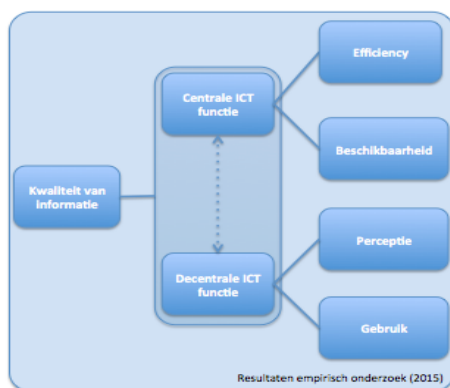 Efficiency
Centrale ICT
functie
Beschikbaarheid
Kwaliteit van
informatie
Perceptie
Decentrale ICT
functie
Gebruik
Resultaten empirisch onderzoek (2015)